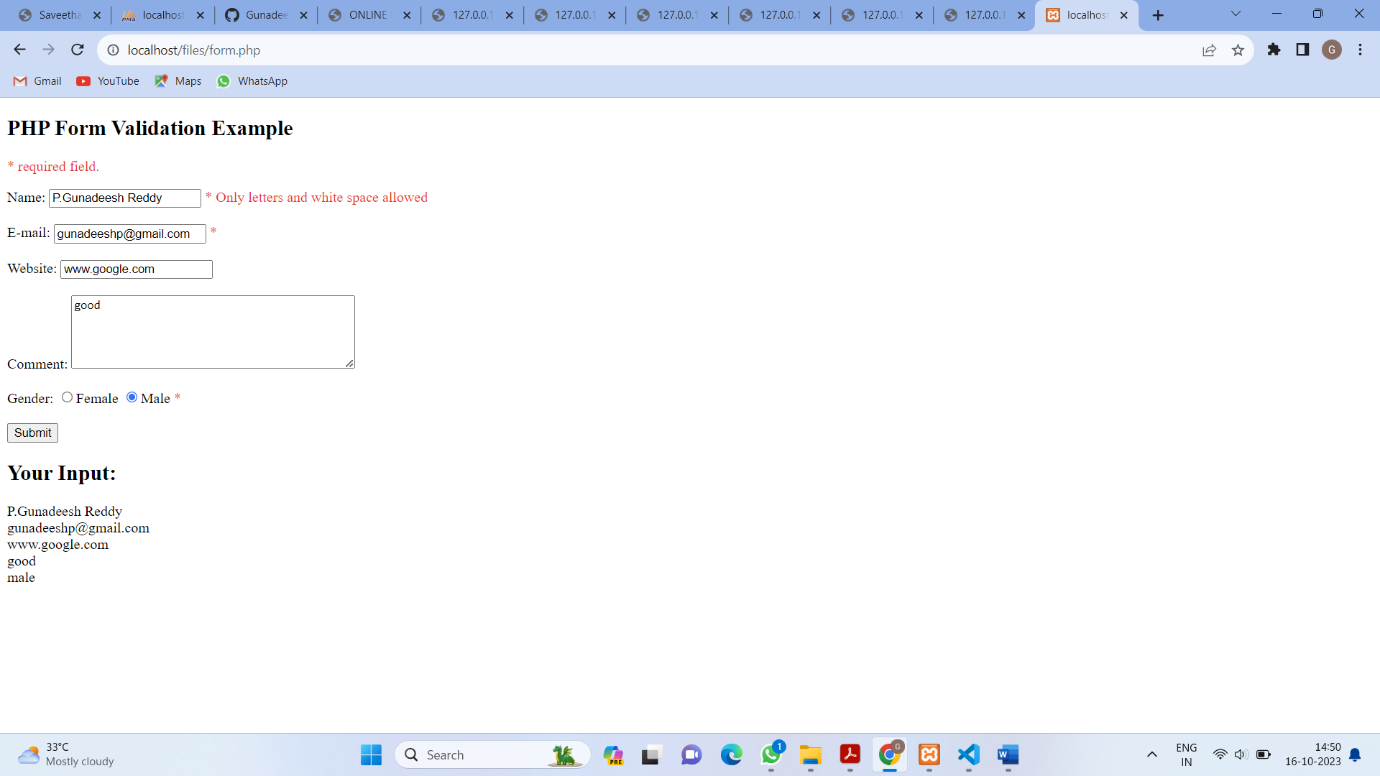 Saveetha
localhos
Gunadee
ONLINE
127.0.0.1
127.0.0.1
127.0.0.1
127.0.0.1
127.0.0.1
127.0.0.1
localhos
localhost/files/form.php
G
Gmail
YouTube
Maps
WhatsApp
PHP Form Validation Example
* required field.
Name: P.Gunadeesh Reddy * Only letters and white space allowed
E-mail: gunadeeshp@gmail.com *
Website: www.google.com
good
Comment:
Gender: Female Male *
Submit
Your Input:
P.Gunadeesh Reddy
gunadeeshp@gmail.com
www.google.com
good
male
33°C
Mostly cloudy
Search
PRE
1
G
ENG
IN
14:50
16-10-2023